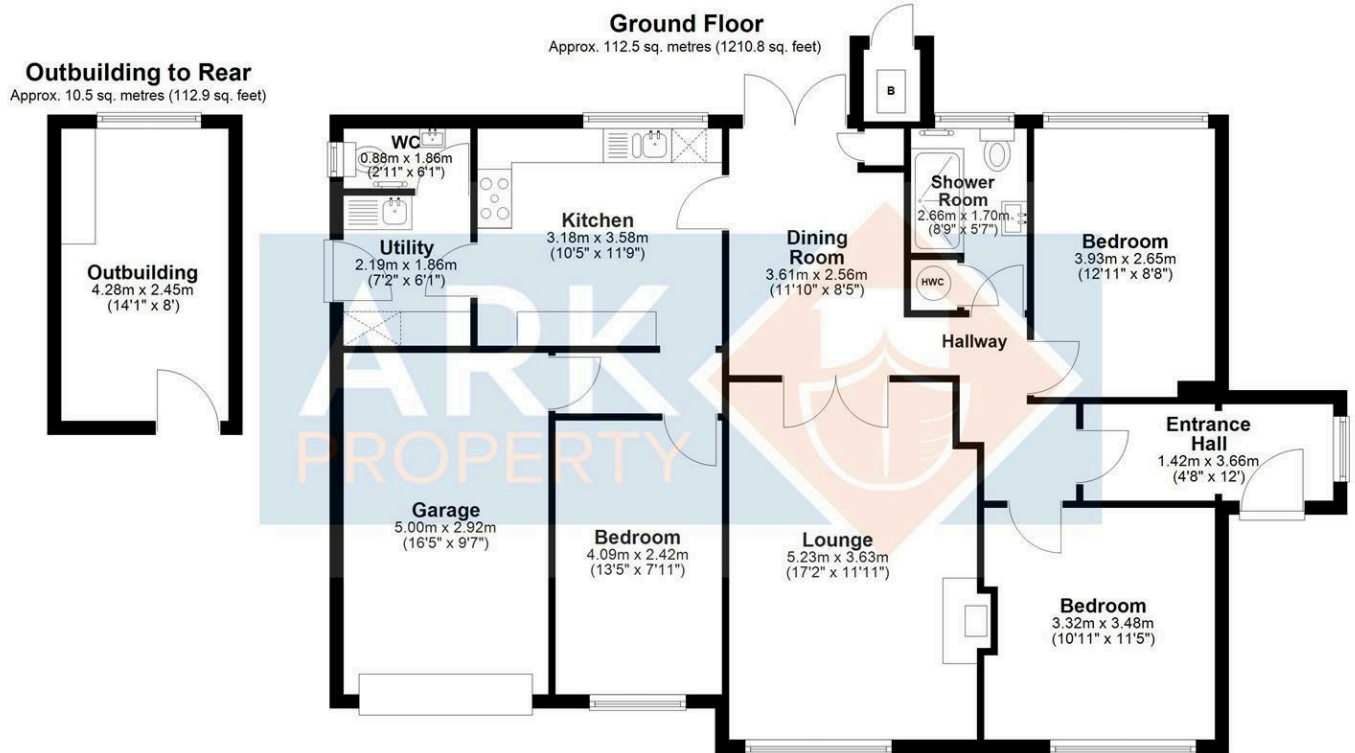 Ground Floor
Approx. 112.5 sq. metres (1210.8 sq. feet)
Outbuilding to Rear
Approx. 10.5 sq. metres (112.9 sq. feet)
B
WC
0.88m x 1.86m
(2'11" x 6'1")
Kitchen
3.18m x 3.58m
(10'5" x 11'9")
Utility
2.19m x 1.86m
(7'2" x 6'1")
Dining
Room
3.61m x 2.56m
(11'10" x 8'5")
Shower
Room
2.66m x 1.70m
(8'9" x 5'7")
HWC
Bedroom
3.93m x 2.65m
(12'11" x 8'8")
Outbuilding
4.28m x 2.45m
(14'1" x 8')
Hallway
ARK
PROPERTY
Entrance
Hall
1.42m x 3.66m
(4'8" x 12')
Garage
5.00m x 2.92m
(16'5" x 9'7")
Bedroom
4.09m x 2.42m
(13'5" x 7'11")
Lounge
5.23m x 3.63m
(17'2" x 11'11")
Bedroom
3.32m x 3.48m
(10'11" x 11'5")